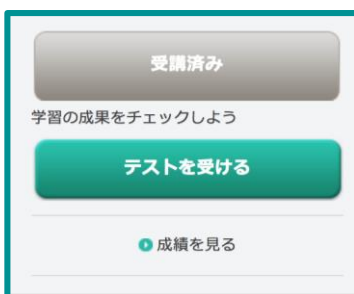 受講済み
学習の成果をチェックしよう
テストを受ける
成績を見る